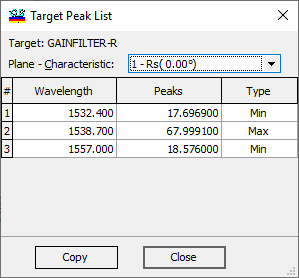 Target Peak List
Target: GAINFILTER-R
Plane - Characteristic: 1 - Rs( 0.00°)
# Wavelength Peaks Type
1 1532.400 17.696900 Min
2 1538.700 67.999100 Max
3 1557.000 18.576000 Min
Copy Close